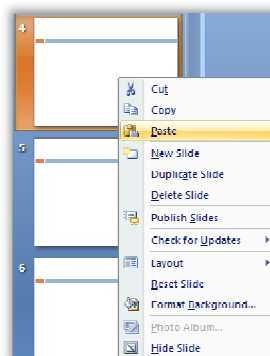 4
Cut
Copy
Paste
New Slide
5
Duplicate Slide
Delete Slide
Publish Slides
Check for Updates
6
Layout
Reset Slide
Format Background...
Photo Album...
Hide Slide